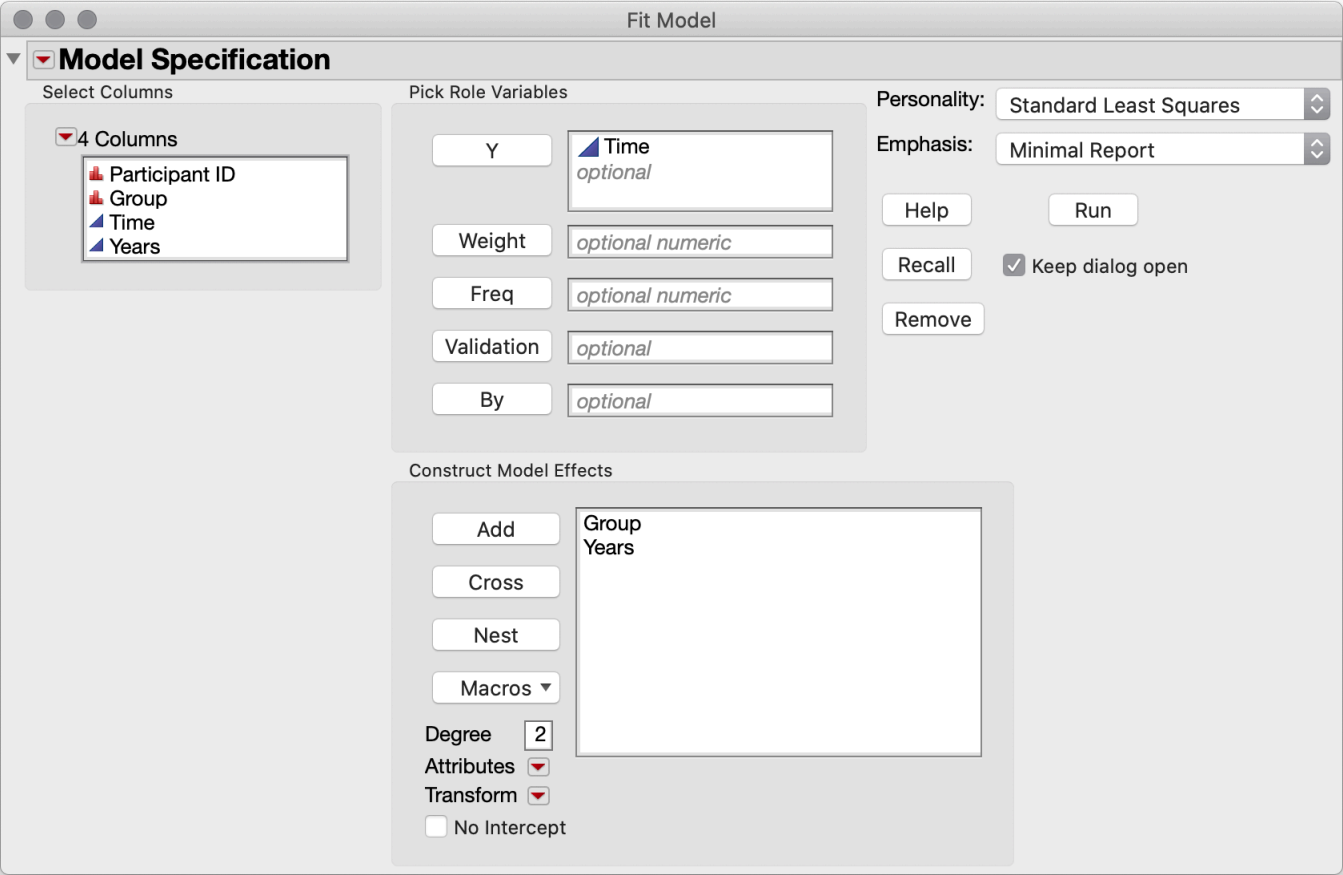 Fit Model
Model Specification
Select Columns
4 Columns
Participant ID
Group
Time
Years
Pick Role Variables
Y
Time
optional
Weight
optional numeric
Freq
optional numeric
Validation
optional
By
optional
Personality:
Standard Least Squares
Emphasis:
Minimal Report
Help
Run
Recall
Keep dialog open
Remove
Construct Model Effects
Add
Cross
Nest
Macros
Group
Years
Degree
2
Attributes
Transform
No Intercept